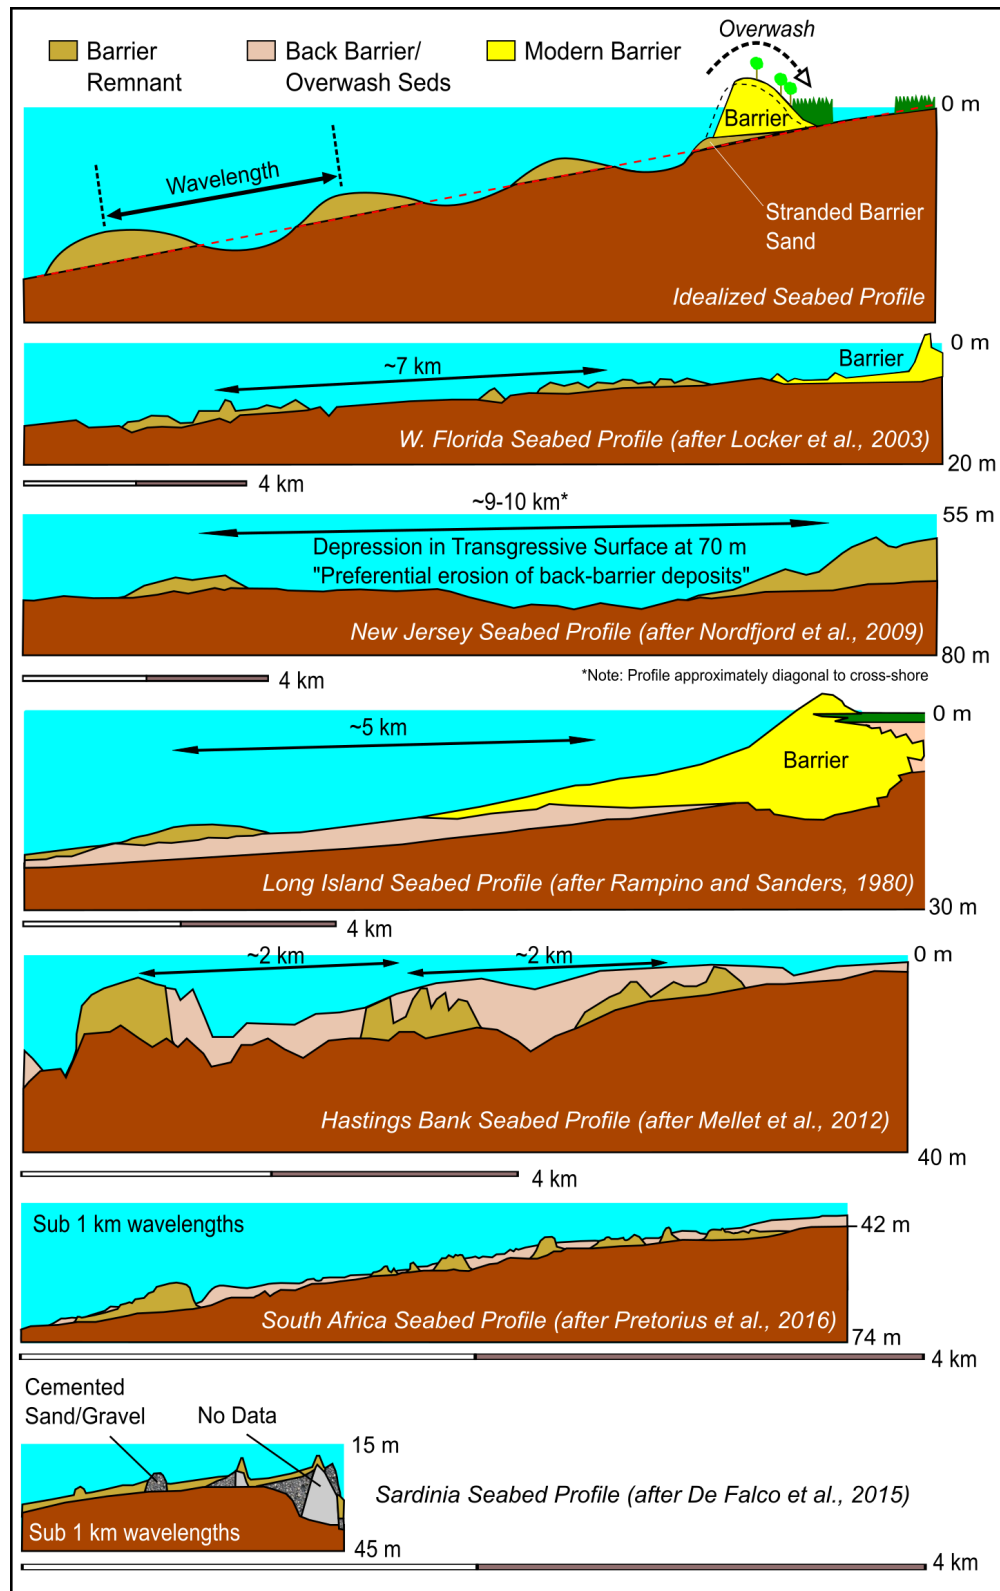 Barrier
Remnant
Back Barrier/
Overwash Seds
Modern Barrier
Overwash
0 m
Barrier
Wavelength
Stranded Barrier
Sand
Idealized Seabed Profile
0 m
Barrier
~7 km
W. Florida Seabed Profile (after Locker et al., 2003)
20 m
4 km
~9-10 km*
55 m
Depression in Transgressive Surface at 70 m
"Preferential erosion of back-barrier deposits"
New Jersey Seabed Profile (after Nordfjord et al., 2009)
80 m
*Note: Profile approximately diagonal to cross-shore
4 km
0 m
~5 km
Barrier
Long Island Seabed Profile (after Rampino and Sanders, 1980)
30 m
4 km
0 m
~2 km
~2 km
Hastings Bank Seabed Profile (after Mellet et al., 2012)
40 m
4 km
Sub 1 km wavelengths
42 m
South Africa Seabed Profile (after Pretorius et al., 2016)
74 m
4 km
Cemented
Sand/Gravel
No Data
15 m
Sardinia Seabed Profile (after De Falco et al., 2015)
Sub 1 km wavelengths
45 m
4 km